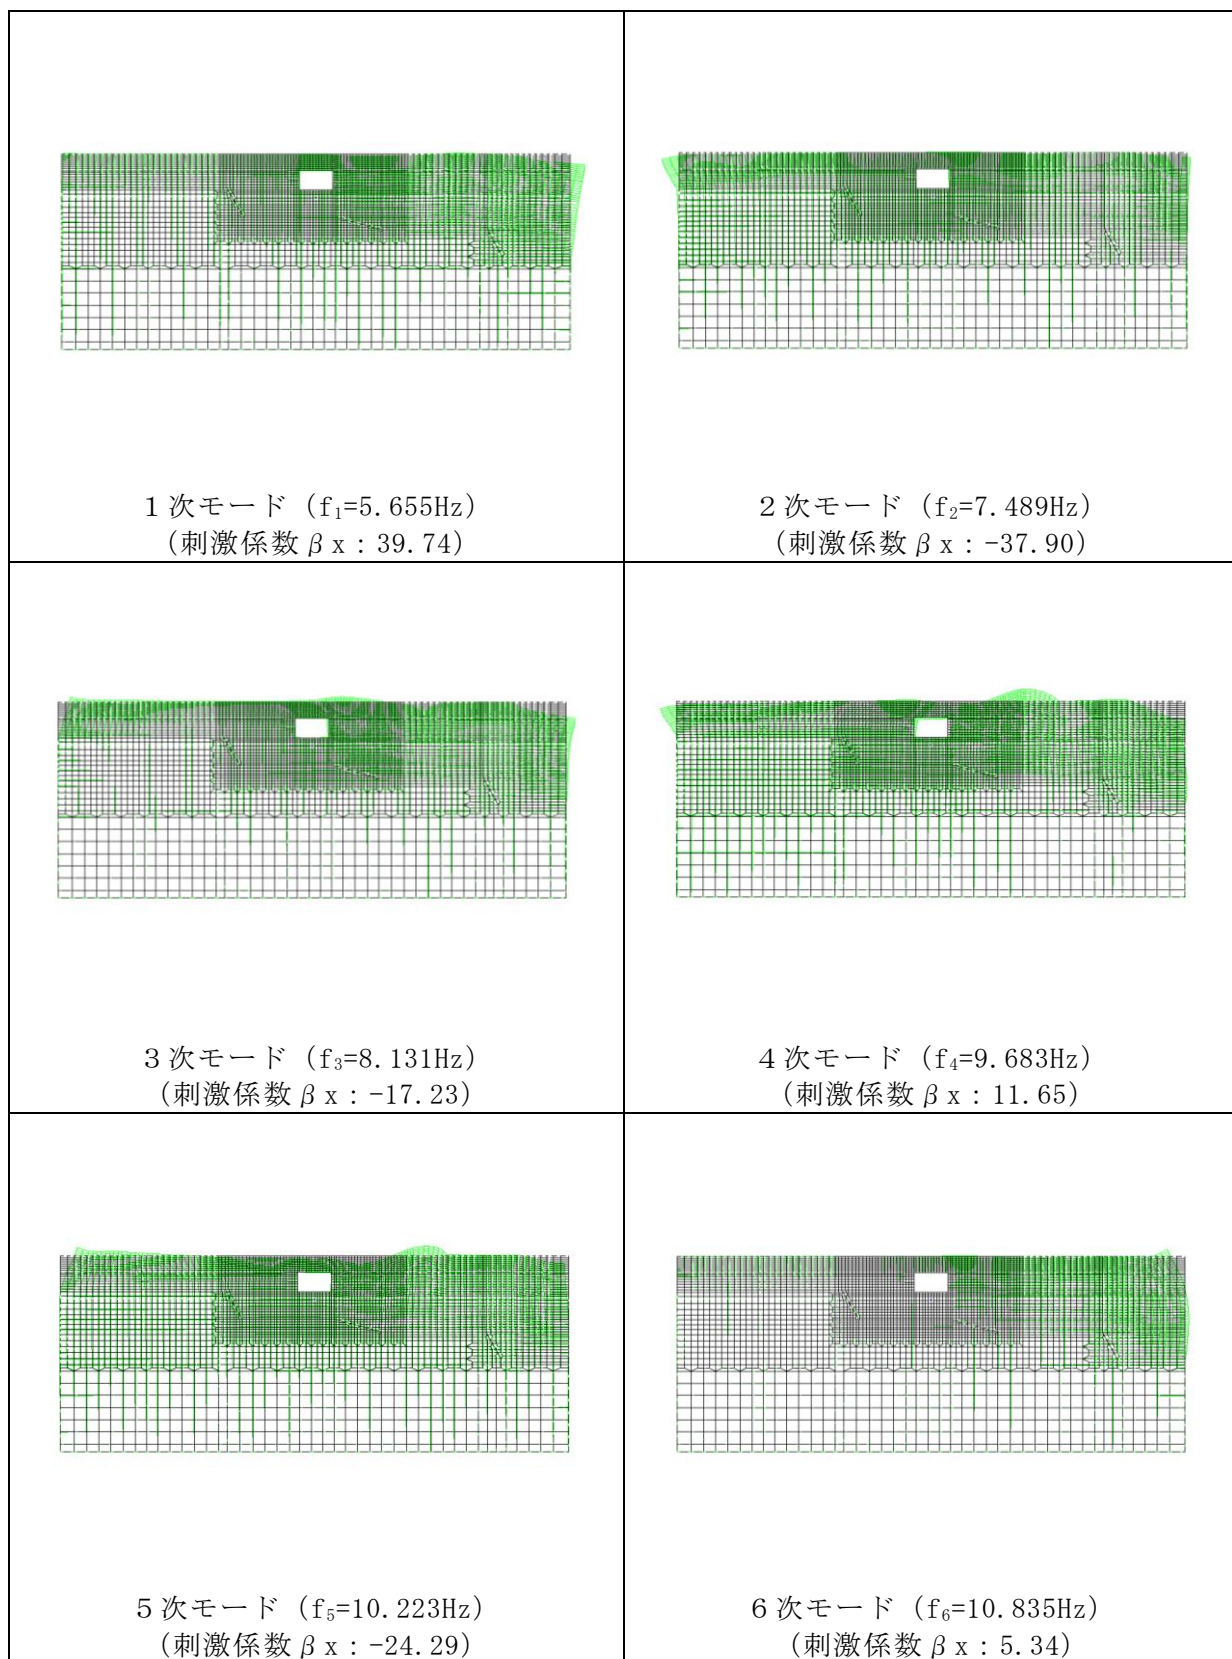 1次モード (f₁=5.655Hz)
(刺激係数βx：39.74)
2次モード (f₂=7.489Hz)
(刺激係数βx：-37.90)
3次モード (f₃=8.131Hz)
(刺激係数βx：-17.23)
4次モード (f₄=9.683Hz)
(刺激係数βx：11.65)
5次モード (f₅=10.223Hz)
(刺激係数βx：-24.29)
6次モード (f₆=10.835Hz)
(刺激係数βx：5.34)